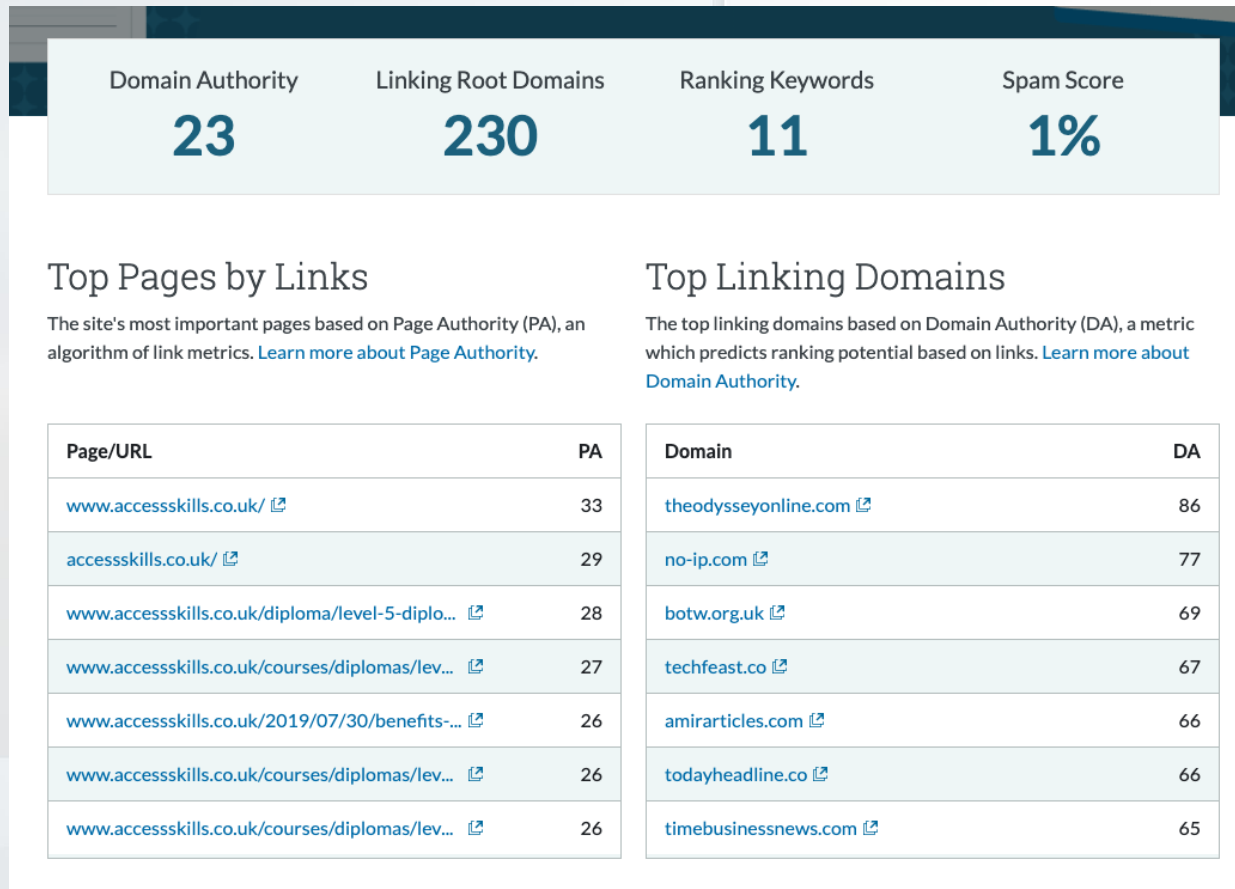 Domain Authority Linking Root Domains Ranking Keywords Spam Score
23 230 11 1%
Top Pages by Links
The site's most important pages based on Page Authority (PA), an
algorithm of link metrics. Learn more about Page Authority.
Page/URL PA
www.accessskills.co.uk/ 33
accessskills.co.uk/ 29
www.accessskills.co.uk/diploma/level-5-diplo... 28
www.accessskills.co.uk/courses/diplomas/lev... 27
www.accessskills.co.uk/2019/07/30/benefits-... 26
www.accessskills.co.uk/courses/diplomas/lev... 26
www.accessskills.co.uk/courses/diplomas/lev... 26
Top Linking Domains
The top linking domains based on Domain Authority (DA), a metric
which predicts ranking potential based on links. Learn more about
Domain Authority.
Domain DA
theodysseyonline.com 86
no-ip.com 77
botw.org.uk 69
techfeast.co 67
amirarticles.com 66
todayheadline.co 66
timebusinessnews.com 65